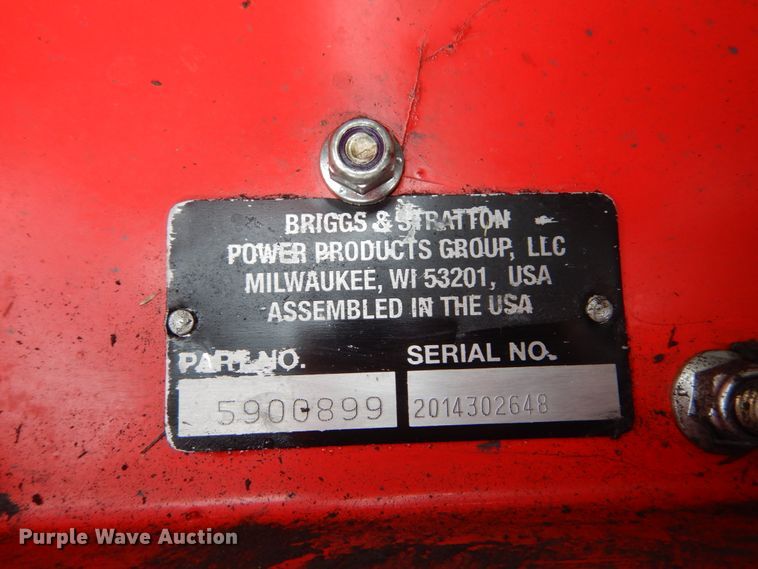 BRIGGS & STRATTON
POWER PRODUCTS GROUP, LLC
MILWAUKEE, WI 53201, USA
ASSEMBLED IN THE USA
PART NO.
SERIAL NO.
5900899
2014302648
Purple Wave Auction®